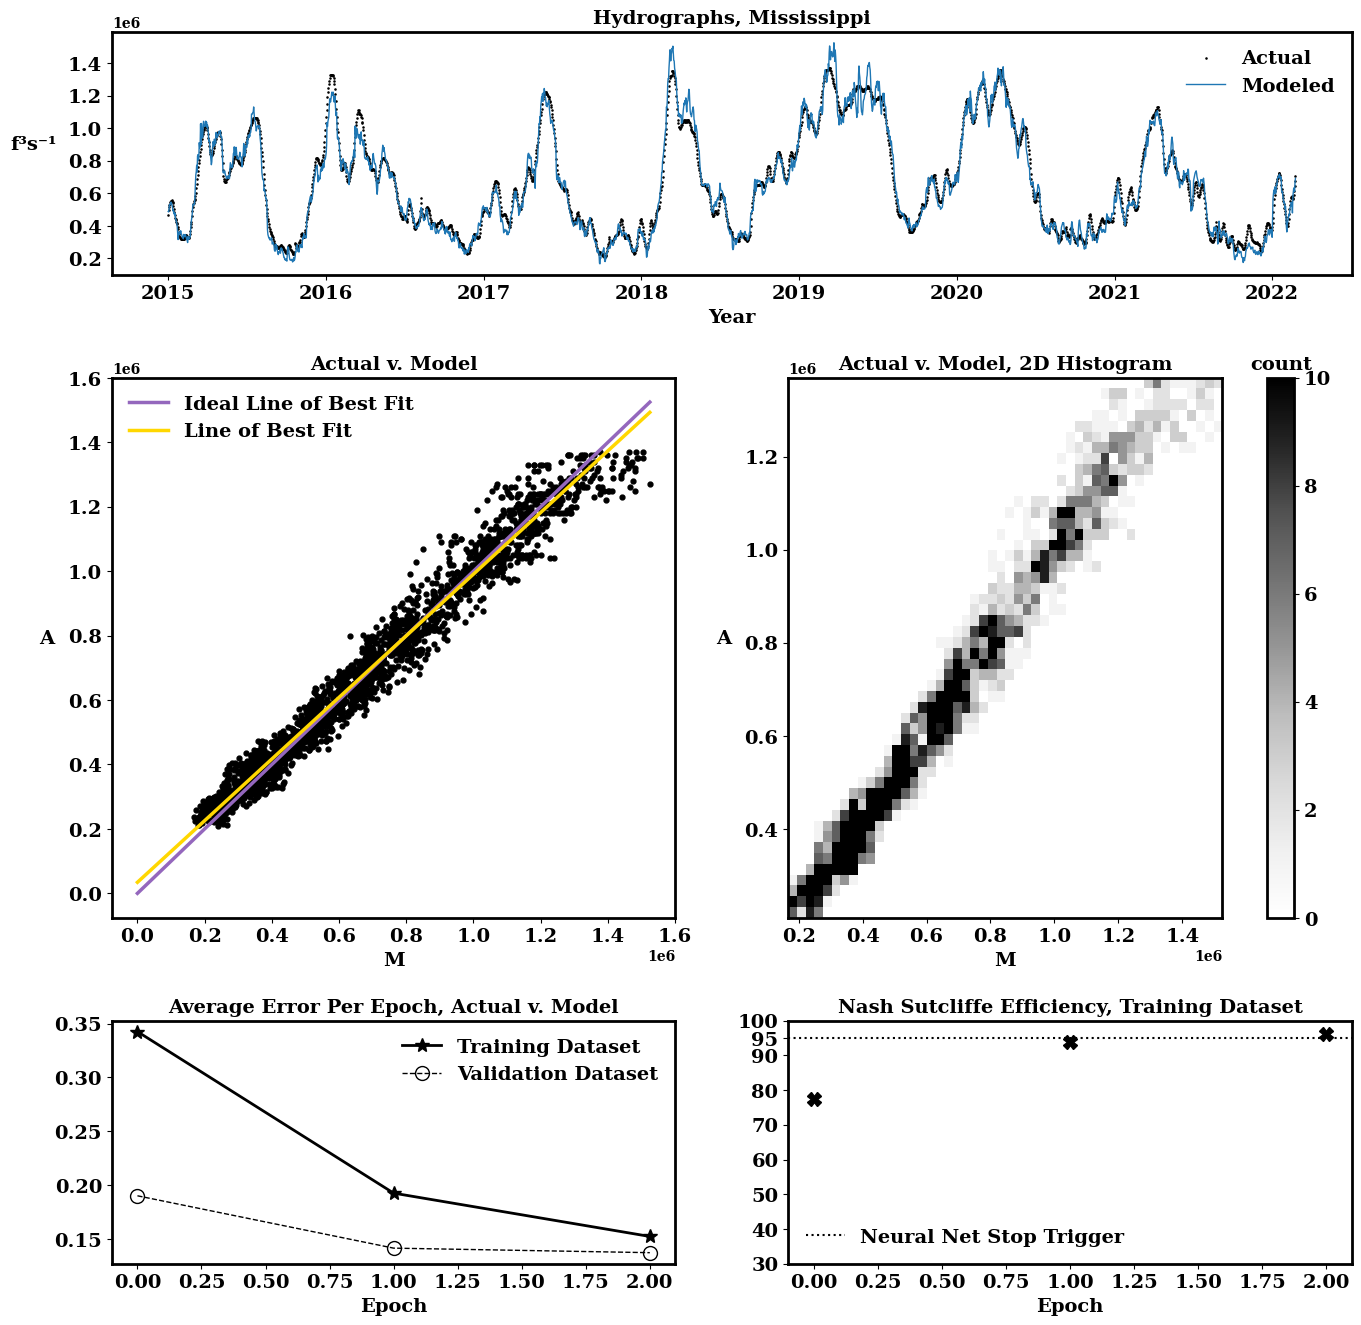 Hydrographs, Mississippi
1e6
1.4
1.2
1.0
0.8
0.6
0.4
0.2
f³s⁻¹
Actual
Modeled
2015 2016 2017 2018 2019 2020 2021 2022
Year
Actual v. Model
1e6
1.6
1.4
1.2
1.0
0.8
0.6
0.4
0.2
0.0
A
Ideal Line of Best Fit
Line of Best Fit
0.0 0.2 0.4 0.6 0.8 1.0 1.2 1.4 1.6
1e6
M
Actual v. Model, 2D Histogram
1e6
1.2
1.0
0.8
0.6
0.4
A
0.2 0.4 0.6 0.8 1.0 1.2 1.4
1e6
M
count
10
8
6
4
2
0
Average Error Per Epoch, Actual v. Model
0.35
0.30
0.25
0.20
0.15
Training Dataset
Validation Dataset
0.00 0.25 0.50 0.75 1.00 1.25 1.50 1.75 2.00
Epoch
Nash Sutcliffe Efficiency, Training Dataset
100
95
90
80
70
60
50
40
30
Neural Net Stop Trigger
0.00 0.25 0.50 0.75 1.00 1.25 1.50 1.75 2.00
Epoch